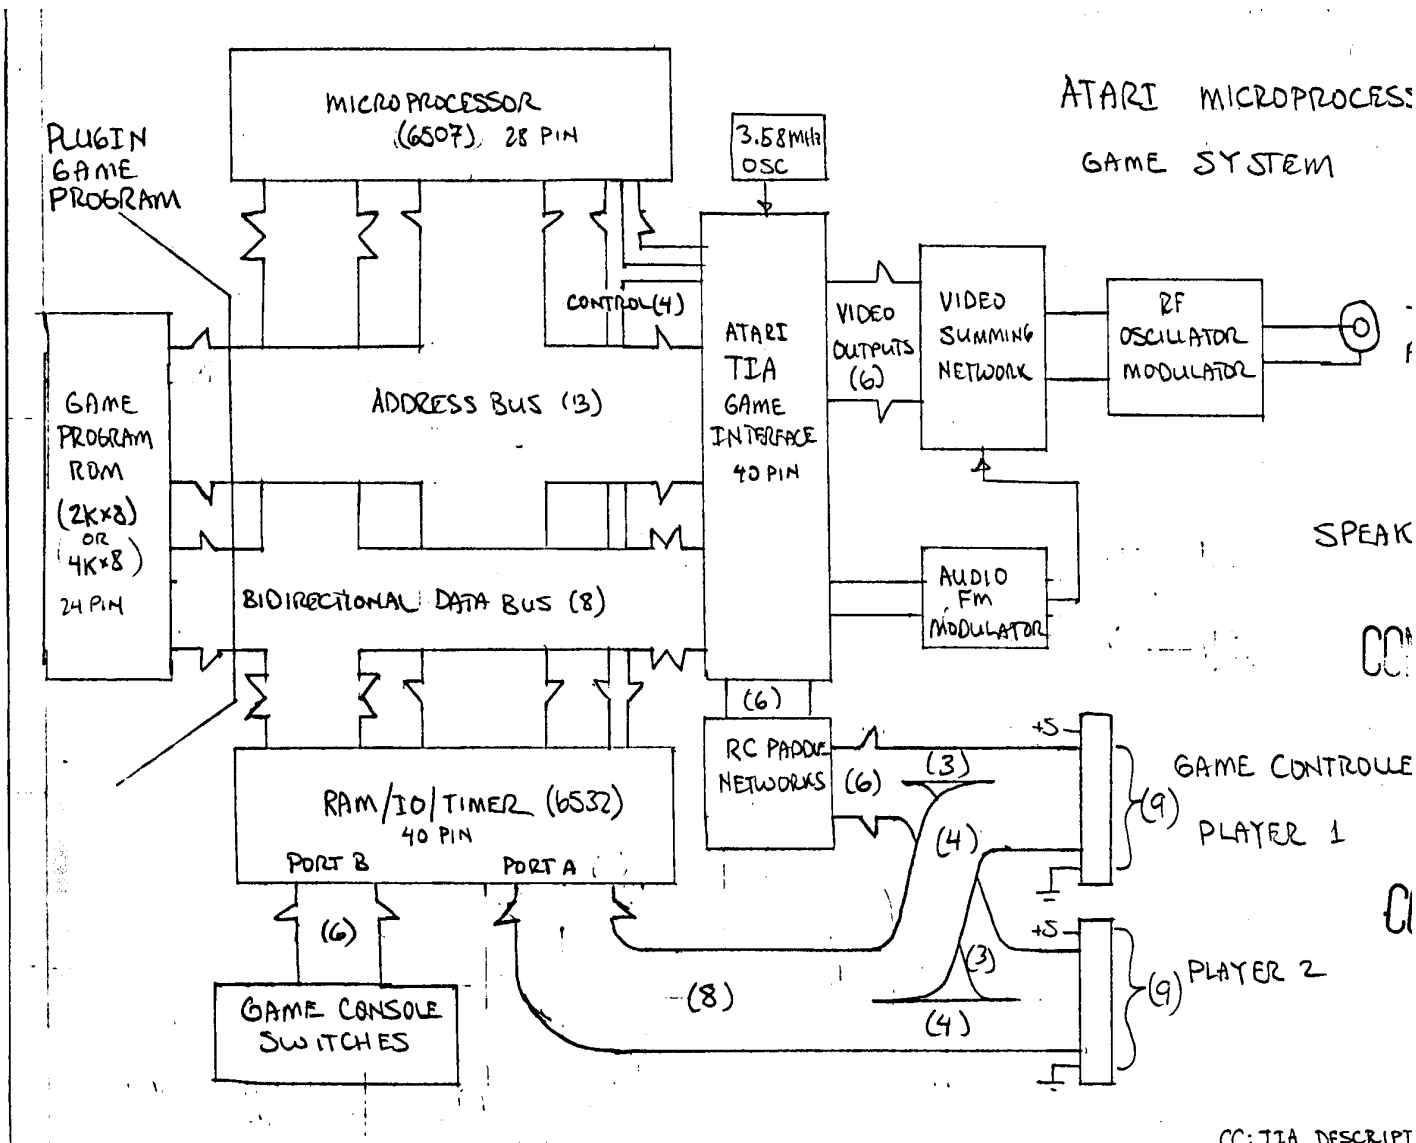 ATARI MICROPROCESS
GAME SYSTEM
MICROPROCESSOR
(6507) 28 PIN
3.58MHz
OSC
PLUGIN
GAME
PROGRAM
CONTROL(4)
GAME
PROGRAM
ROM
(2K×8)
OR
(4K×8)
24 PIN
ADDRESS BUS (13)
BIDIRECTIONAL DATA BUS (8)
ATARI
TIA
GAME
INTERFACE
40 PIN
VIDEO
OUTPUTS
(6)
VIDEO
SUMMING
NETWORK
RF
OSCILLATOR
MODULATOR
SPEAK
AUDIO
FM
MODULATOR
(6)
RC PADDLE
NETWORKS
(6)
(3)
(4)
+5
(9)
GAME CONTROLLE
PLAYER 1
RAM/IO/TIMER (6532)
40 PIN
PORT B
PORT A
(6)
GAME CONSOLE
SWITCHES
(8)
(3)
(4)
+5
(9)
PLAYER 2
CC: TIA DESCRIPT